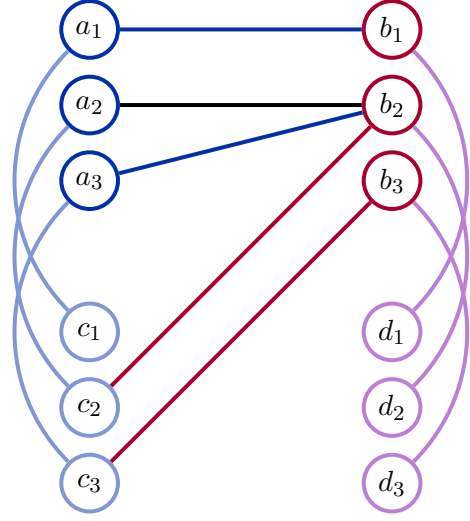 a₁ b₁
a₂ b₂
a₃ b₃
c₁ d₁
c₂ d₂
c₃ d₃